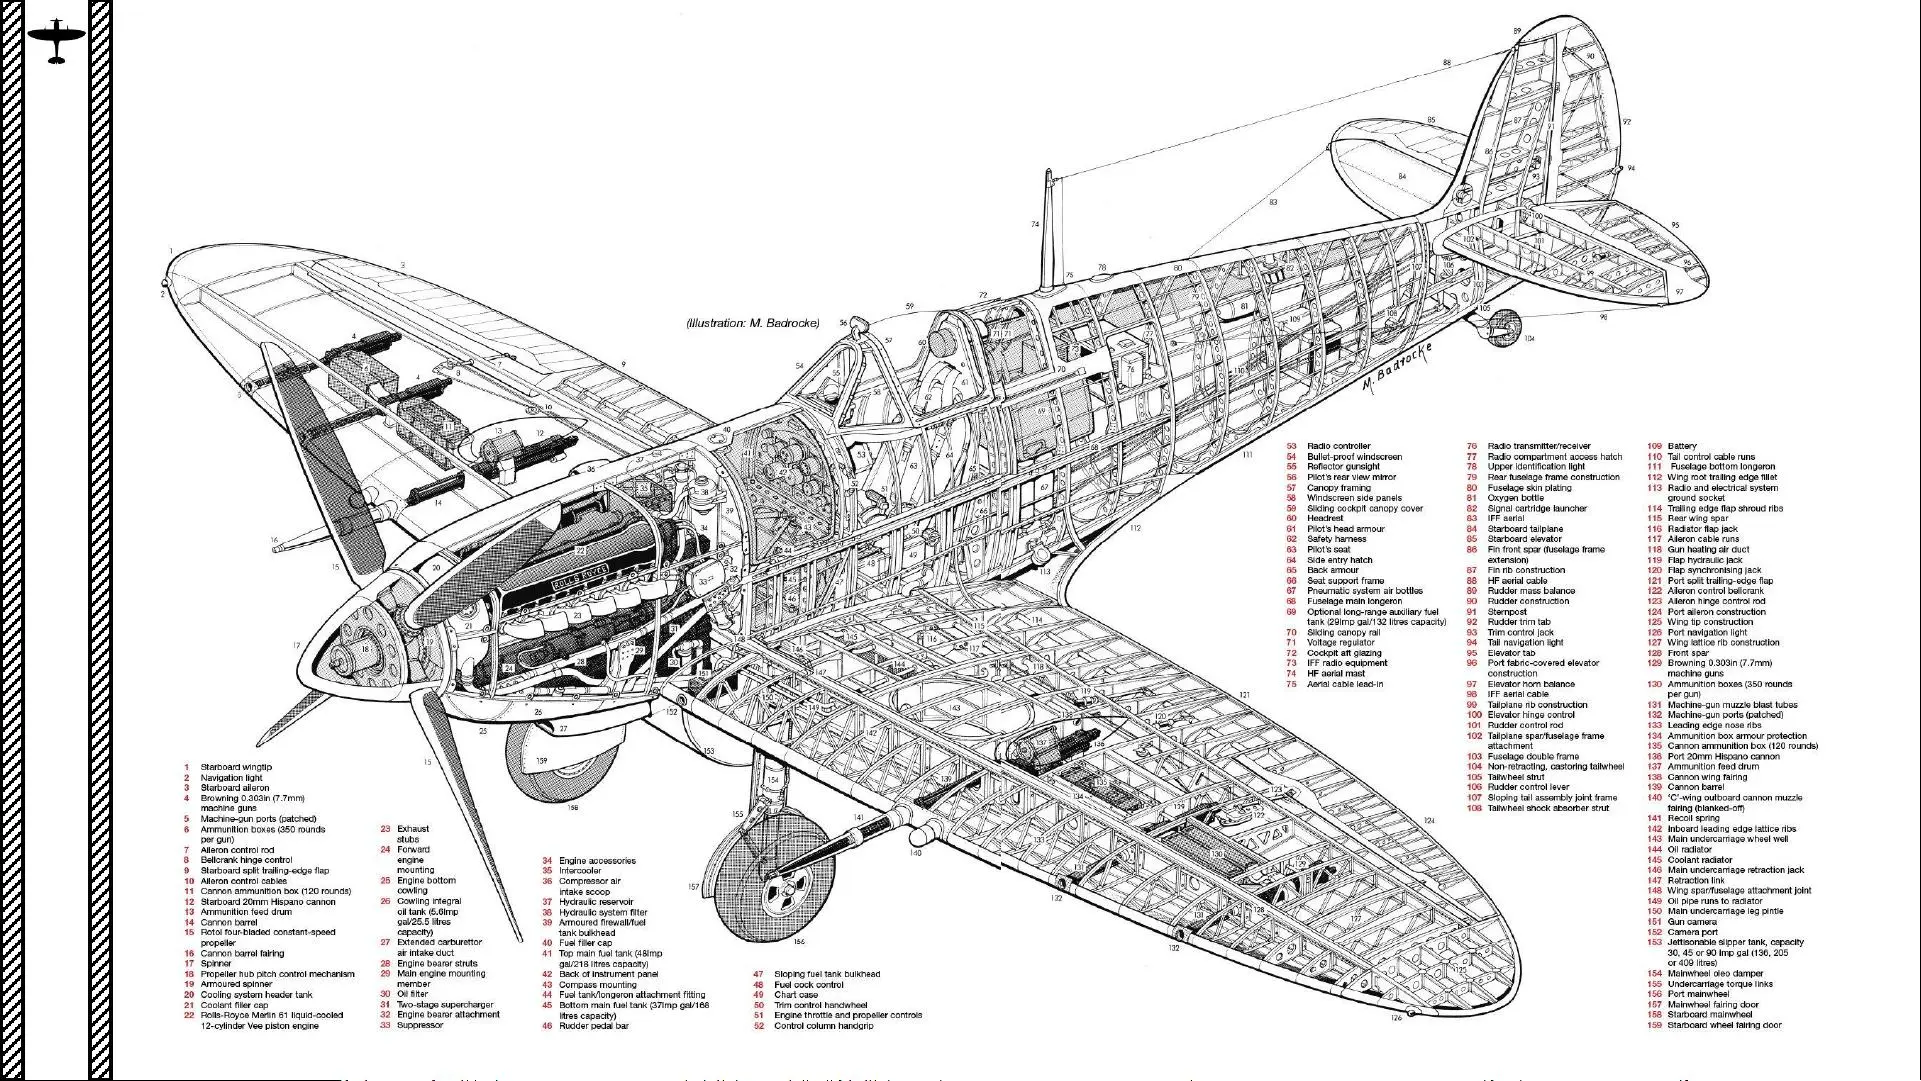 (Illustration: M. Badrocke)
M. Badrocke
ROLLS ROYCE
1 Starboard wingtip
2 Navigation light
3 Starboard aileron
4 Browning 0.303in (7.7mm)
machine guns
5 Machine-gun ports (patched)
6 Ammunition boxes (350 rounds
per gun)
7 Aileron control rod
8 Bellcrank hinge control
9 Starboard split trailing-edge flap
10 Aileron control cables
11 Cannon ammunition box (120 rounds)
12 Starboard 20mm Hispano cannon
13 Ammunition feed drum
14 Cannon barrel
15 Rotol four-bladed constant-speed
propeller
16 Cannon barrel fairing
17 Spinner
18 Propeller hub pitch control mechanism
19 Armoured spinner
20 Cooling system header tank
21 Coolant filler cap
22 Rolls-Royce Merlin 61 liquid-cooled
12-cylinder Vee piston engine
23 Exhaust
stubs
24 Forward
engine
mounting
25 Engine bottom
cowling
26 Cowling integral
oil tank (5.6Imp
gal/25.5 litres
capacity)
27 Extended carburettor
air intake duct
28 Engine bearer struts
29 Main engine mounting
member
30 Oil filter
31 Two-stage supercharger
32 Engine bearer attachment
33 Suppressor
34 Engine accessories
35 Intercooler
36 Compressor air
intake scoop
37 Hydraulic reservoir
38 Hydraulic system filter
39 Armoured firewall/fuel
tank bulkhead
40 Fuel filler cap
41 Top main fuel tank (48Imp
gal/218 litres capacity)
42 Back of instrument panel
43 Compass mounting
44 Fuel tank/longeron attachment fitting
45 Bottom main fuel tank (37Imp gal/168
litres capacity)
46 Rudder pedal bar
47 Sloping fuel tank bulkhead
48 Fuel cock control
49 Chart case
50 Trim control handwheel
51 Engine throttle and propeller controls
52 Control column handgrip
53 Radio controller
54 Bullet-proof windscreen
55 Reflector gunsight
56 Pilot's rear view mirror
57 Canopy framing
58 Windscreen side panels
59 Sliding cockpit canopy cover
60 Headrest
61 Pilot's head armour
62 Safety harness
63 Pilot's seat
64 Side entry hatch
65 Back armour
66 Seat support frame
67 Pneumatic system air bottles
68 Fuselage main longeron
69 Optional long-range auxiliary fuel
tank (29Imp gal/132 litres capacity)
70 Sliding canopy rail
71 Voltage regulator
72 Cockpit aft glazing
73 IFF radio equipment
74 HF aerial mast
75 Aerial cable lead-in
76 Radio transmitter/receiver
77 Radio compartment access hatch
78 Upper identification light
79 Rear fuselage frame construction
80 Fuselage skin plating
81 Oxygen bottle
82 Signal cartridge launcher
83 IFF aerial
84 Starboard tailplane
85 Starboard elevator
86 Fin front spar (fuselage frame
extension)
87 Fin rib construction
88 HF aerial cable
89 Rudder mass balance
90 Rudder construction
91 Sternpost
92 Rudder trim tab
93 Trim control jack
94 Tail navigation light
95 Elevator tab
96 Port fabric-covered elevator
construction
97 Elevator horn balance
98 IFF aerial cable
99 Tailplane rib construction
100 Elevator hinge control
101 Rudder control rod
102 Tailplane spar/fuselage frame
attachment
103 Fuselage double frame
104 Non-retracting, castoring tailwheel
105 Tailwheel strut
106 Rudder control lever
107 Sloping tail assembly joint frame
108 Tailwheel shock absorber strut
109 Battery
110 Tail control cable runs
111 Fuselage bottom longeron
112 Wing root trailing edge fillet
113 Radio and electrical system
ground socket
114 Trailing edge flap shroud ribs
115 Rear wing spar
116 Radiator flap jack
117 Aileron cable runs
118 Gun heating air duct
119 Flap hydraulic jack
120 Flap synchronising jack
121 Port split trailing-edge flap
122 Aileron control bellcrank
123 Aileron hinge control rod
124 Port aileron construction
125 Wing tip construction
126 Port navigation light
127 Wing lattice rib construction
128 Front spar
129 Browning 0.303in (7.7mm)
machine guns
130 Ammunition boxes (350 rounds
per gun)
131 Machine-gun muzzle blast tubes
132 Machine-gun ports (patched)
133 Leading edge nose ribs
134 Ammunition box armour protection
135 Cannon ammunition box (120 rounds)
136 Port 20mm Hispano cannon
137 Ammunition feed drum
138 Cannon wing fairing
139 Cannon barrel
140 'C'-wing outboard cannon muzzle
fairing (blanked-off)
141 Recoil spring
142 Inboard leading edge lattice ribs
143 Main undercarriage wheel well
144 Oil radiator
145 Coolant radiator
146 Main undercarriage retraction jack
147 Retraction link
148 Wing spar/fuselage attachment joint
149 Oil pipe runs to radiator
150 Main undercarriage leg pintle
151 Gun camera
152 Camera port
153 Jettisonable slipper tank, capacity
30, 45 or 90 Imp gal (136, 205
or 409 litres)
154 Mainwheel oleo damper
155 Undercarriage torque links
156 Port mainwheel
157 Mainwheel fairing door
158 Starboard mainwheel
159 Starboard wheel fairing door